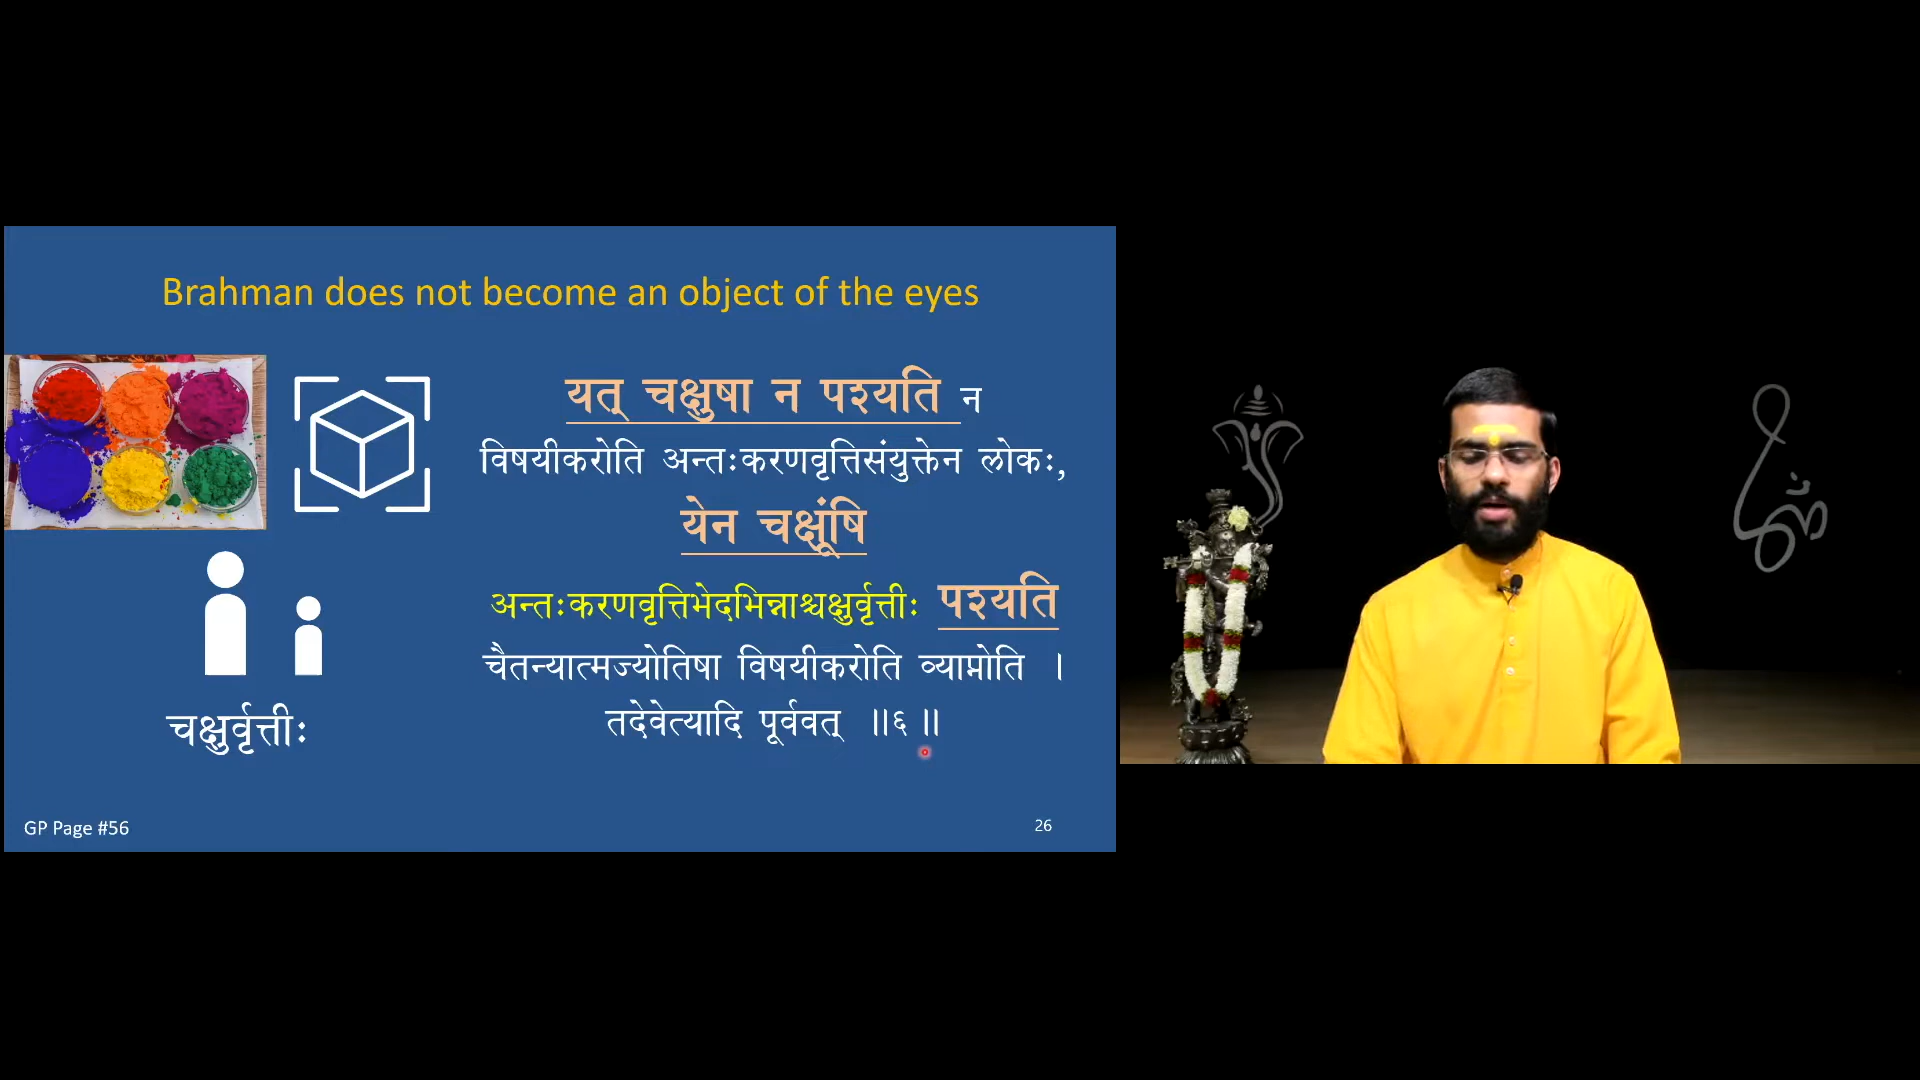 Brahman does not become an object of the eyes
यत् चक्षुषा न पश्यति न
विषयीकरोति अन्तःकरणवृत्तिसंयुक्तेन लोकः,
येन चक्षूंषि
अन्तःकरणवृत्तिभेदभिन्नाश्चक्षुर्वृत्तीः पश्यति
चैतन्यात्मज्योतिषा विषयीकरोति व्याप्नोति ।
तदेवेत्यादि पूर्ववत् ॥६॥
चक्षुर्वृत्तीः
GP Page #56
26